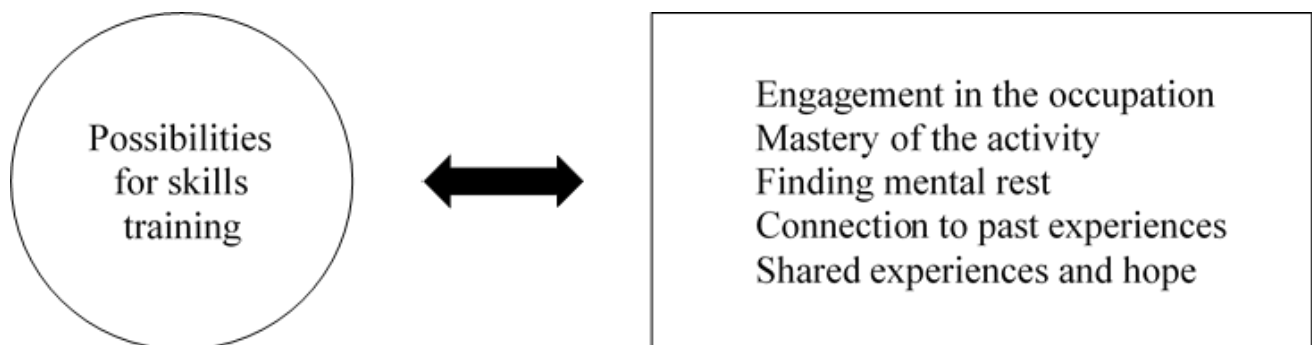 Possibilities
for skills
training
Engagement in the occupation
Mastery of the activity
Finding mental rest
Connection to past experiences
Shared experiences and hope